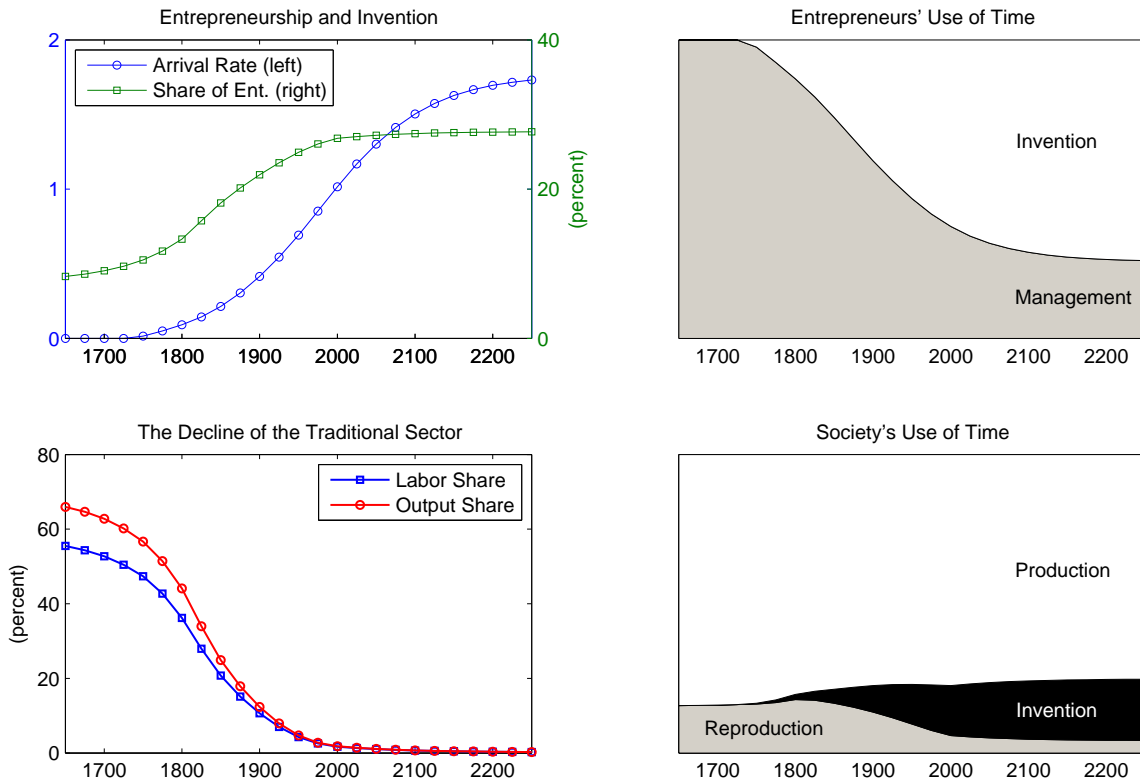 Entrepreneurship and Invention
2
1
0
40
20
0
(percent)
Arrival Rate (left)
Share of Ent. (right)
1700 1800 1900 2000 2100 2200
Entrepreneurs' Use of Time
Invention
Management
1700 1800 1900 2000 2100 2200
The Decline of the Traditional Sector
80
60
40
20
0
(percent)
Labor Share
Output Share
1700 1800 1900 2000 2100 2200
Society's Use of Time
Production
Invention
Reproduction
1700 1800 1900 2000 2100 2200